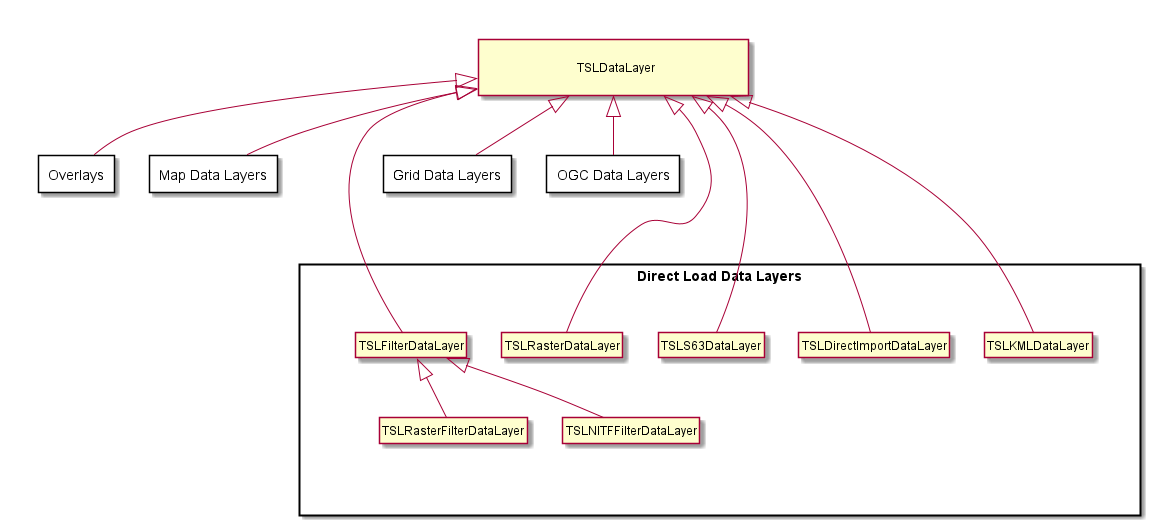 TSLDataLayer
Overlays
Map Data Layers
Grid Data Layers
OGC Data Layers
Direct Load Data Layers
TSLFilterDataLayer
TSLRasterDataLayer
TSLS63DataLayer
TSLDirectImportDataLayer
TSLKMLDataLayer
TSLRasterFilterDataLayer
TSLNITFFilterDataLayer